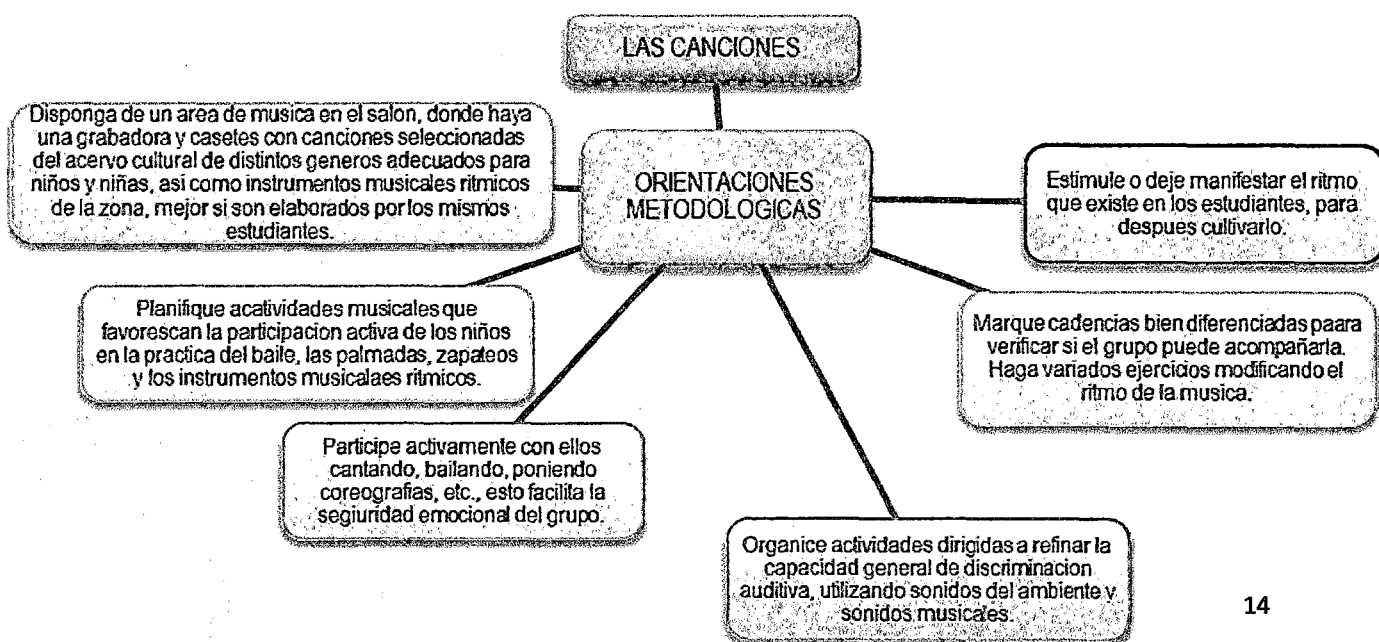 LAS CANCIONES
ORIENTACIONES
METODOLOGICAS
Disponga de un area de musica en el salon, donde haya
una grabadora y casetes con canciones seleccionadas
del acervo cultural de distintos generos adecuados para
niños y niñas, asi como instrumentos musicales ritmicos
de la zona, mejor si son elaborados por los mismos
estudiantes.
Estimule o deje manifestar el ritmo
que existe en los estudiantes, para
despues cultivarlo.
Planifique acatividades musicales que
favorescan la participacion activa de los niños
en la practica del baile, las palmadas, zapateos
y los instrumentos musicalaes ritmicos.
Marque cadencias bien diferenciadas paara
verificar si el grupo puede acompañarla.
Haga variados ejercicios modificando el
ritmo de la musica.
Participe activamente con ellos
cantando, bailando, poniendo
coreografias, etc., esto facilita la
segiuridad emocional del grupo.
Organice actividades dirigidas a refinar la
capacidad general de discriminacion
auditiva, utilizando sonidos del ambiente y
sonidos musicales.
14